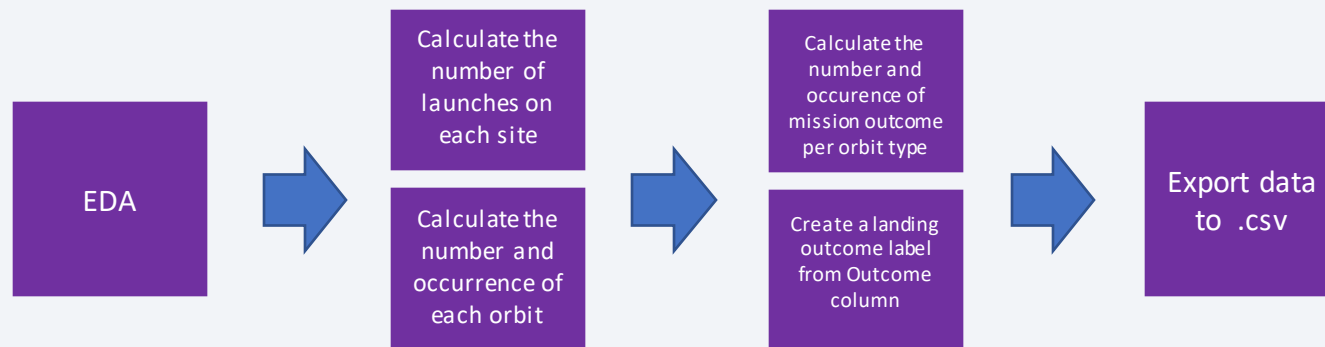 EDA
Calculate the
number of
launches on
each site
Calculate the
number and
occurrence of
each orbit
Calculate the
number and
occurence of
mission outcome
per orbit type
Create a landing
outcome label
from Outcome
column
Export data
to .csv